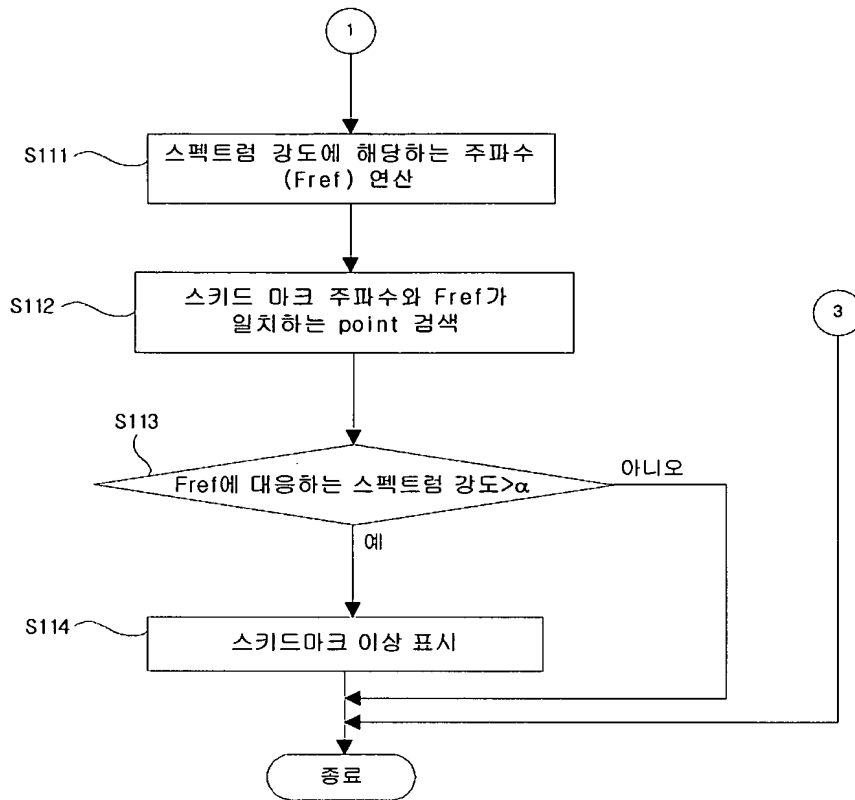 1
S111
스펙트럼 강도에 해당하는 주파수
(Fref) 연산
S112
스키드 마크 주파수와 Fref가
일치하는 point 검색
3
S113
Fref에 대응하는 스펙트럼 강도>α
아니오
예
S114
스키드마크 이상 표시
종료